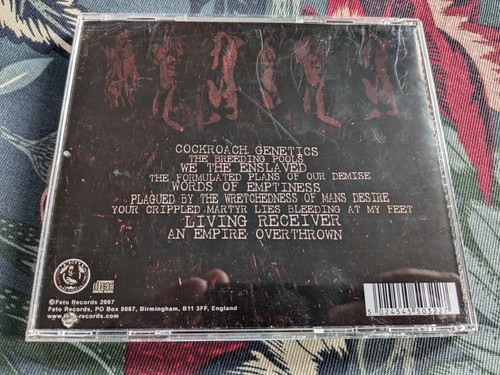 COCKROACH GENETICS
THE BREEDING POOLS
WE THE ENSLAVED
THE FORMULATED PLANS OF OUR DEMISE
WORDS OF EMPTINESS
PLAGUED BY THE WRETCHEDNESS OF MANS DESIRE
YOUR CRIPPLED MARTYR LIES BLEEDING AT MY FEET
LIVING RECEIVER
AN EMPIRE OVERTHROWN
©Feto Records 2007
Feto Records, PO Box 8087, Birmingham, B11 3FF, England
www.feto-records.com